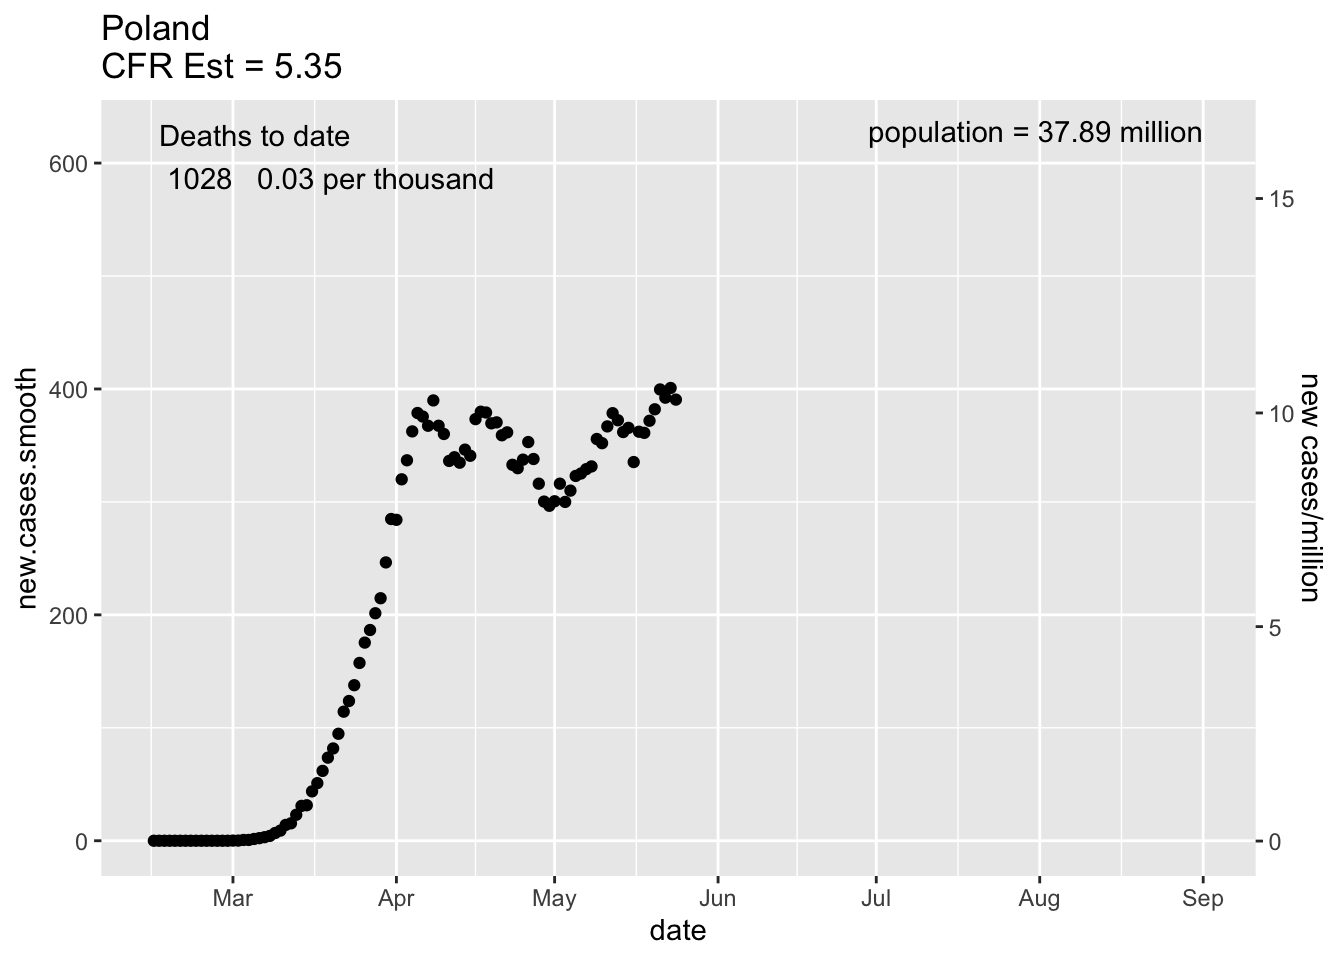 Poland
CFR Est = 5.35
Deaths to date
1028 0.03 per thousand
population = 37.89 million
new.cases.smooth
600
400
200
0
15
10
5
0
new cases/million
Mar Apr May Jun Jul Aug Sep
date